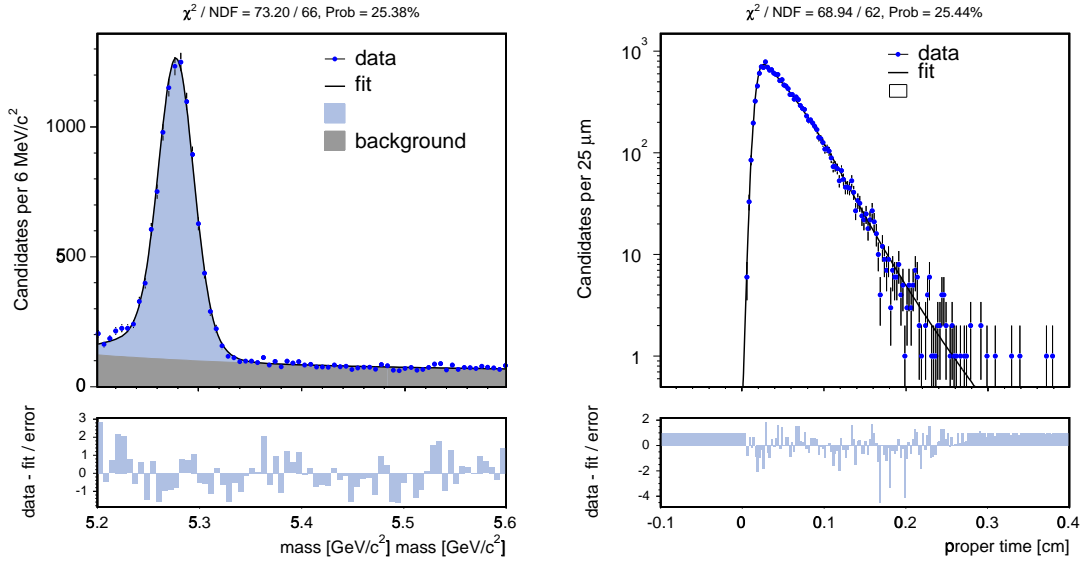 χ² / NDF = 73.20 / 66, Prob = 25.38%
1000
500
0
Candidates per 6 MeV/c²
data
fit
background
3
2
1
0
-1
data - fit / error
5.2
5.3
5.4
5.5
5.6
mass [GeV/c²] mass [GeV/c²]
χ² / NDF = 68.94 / 62, Prob = 25.44%
10³
10²
10
1
Candidates per 25 μm
data
fit
2
0
-2
-4
data - fit / error
-0.1
0
0.1
0.2
0.3
0.4
proper time [cm]